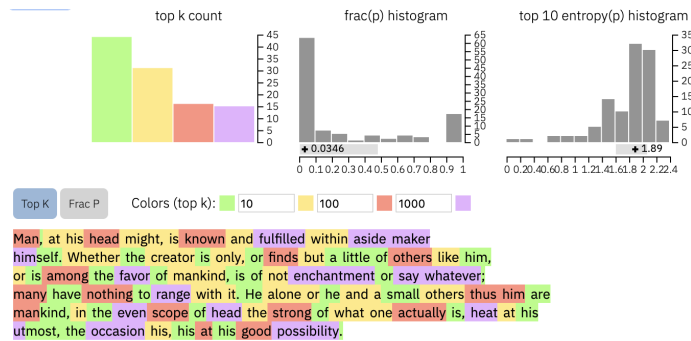 top k count
frac(p) histogram
top 10 entropy(p) histogram
45
40
35
30
25
20
15
10
5
0
65
60
55
50
45
40
35
30
25
20
15
10
5
0
35
30
25
20
15
10
5
0
+ 0.0346
+ 1.89
0 0.1 0.2 0.3 0.4 0.5 0.6 0.7 0.8 0.9 1
0 0.2 0.4 0.6 0.8 1 1.2 1.4 1.6 1.8 2 2.2 2.4
Top K Frac P Colors (top k): 10 100 1000
Man, at his head might, is known and fulfilled within aside maker
himself. Whether the creator is only, or finds but a little of others like him,
or is among the favor of mankind, is of not enchantment or say whatever;
many have nothing to range with it. He alone or he and a small others thus him are
mankind, in the even scope of head the strong of what one actually is, heat at his
utmost, the occasion his, his at his good possibility.